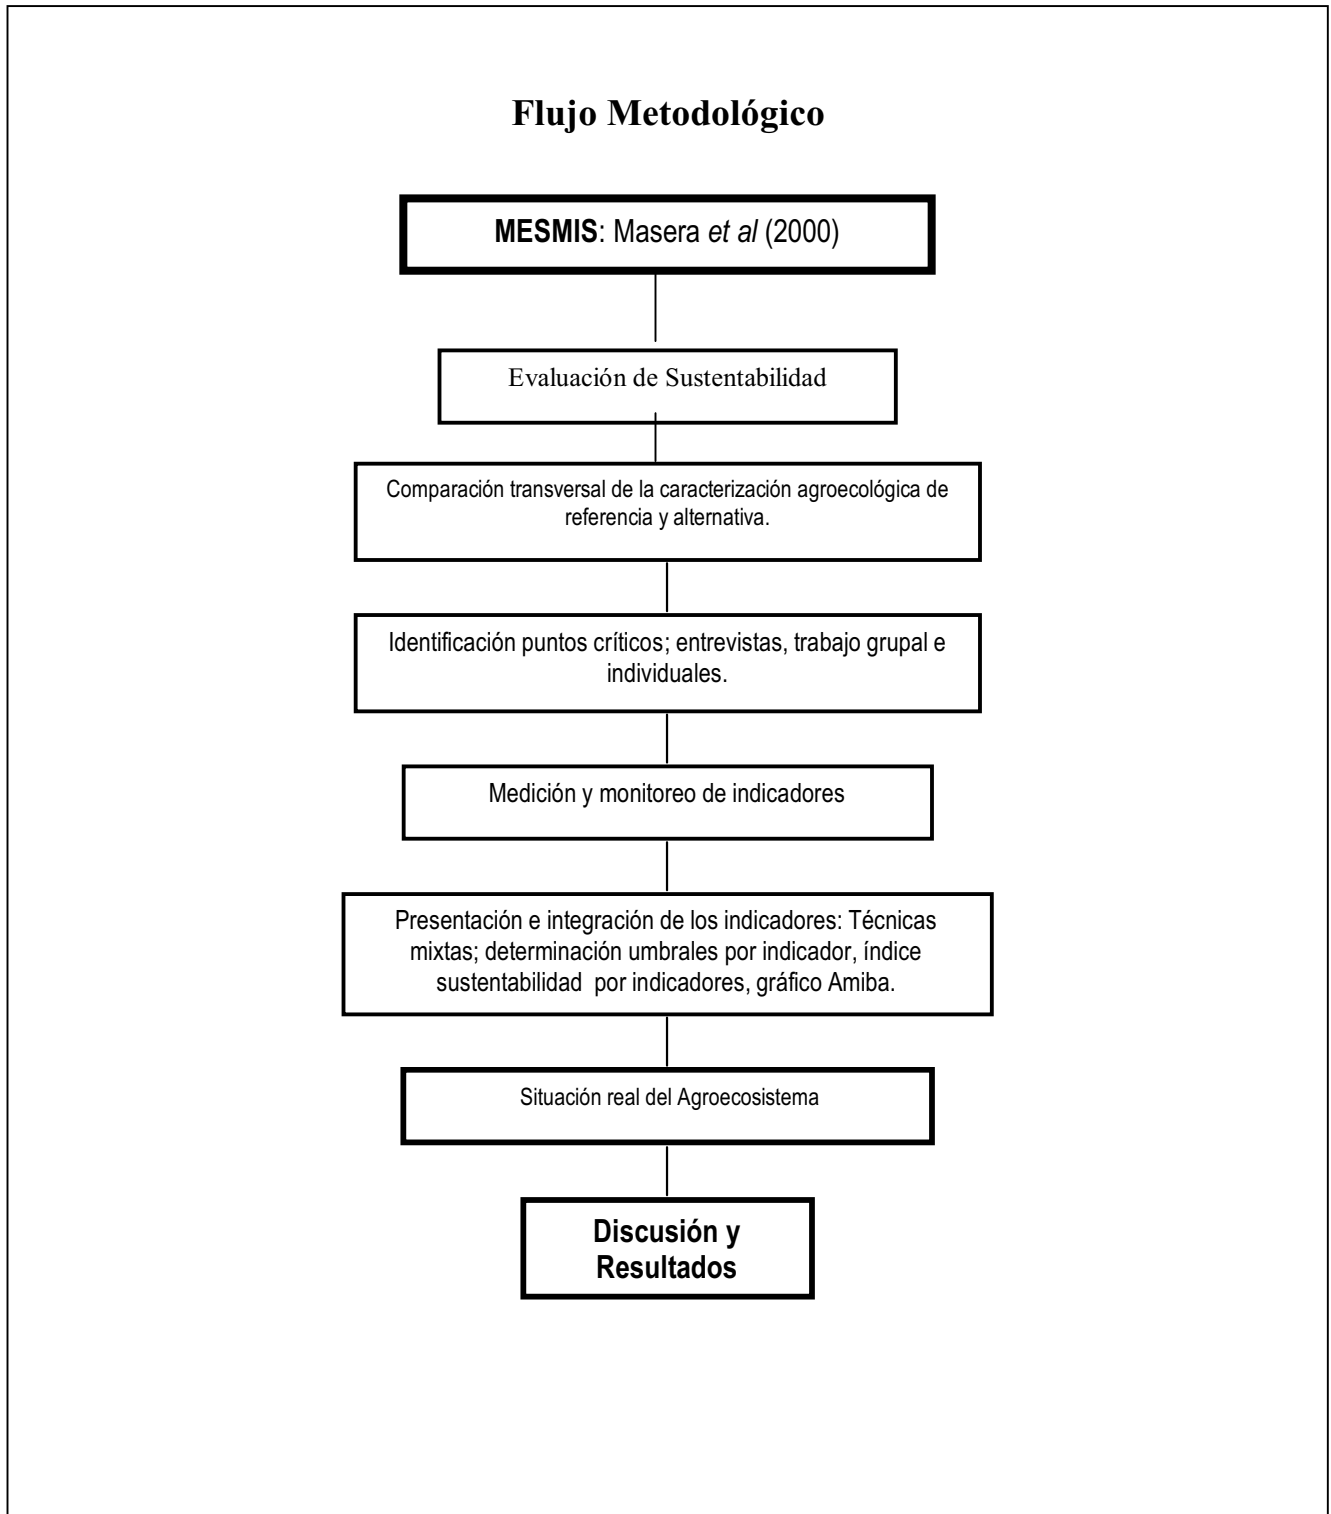 Flujo Metodológico
MESMIS: Masera et al (2000)
Evaluación de Sustentabilidad
Comparación transversal de la caracterización agroecológica de
referencia y alternativa.
Identificación puntos críticos; entrevistas, trabajo grupal e
individuales.
Medición y monitoreo de indicadores
Presentación e integración de los indicadores: Técnicas
mixtas; determinación umbrales por indicador, índice
sustentabilidad  por indicadores, gráfico Amiba.
Situación real del Agroecosistema
Discusión y
Resultados